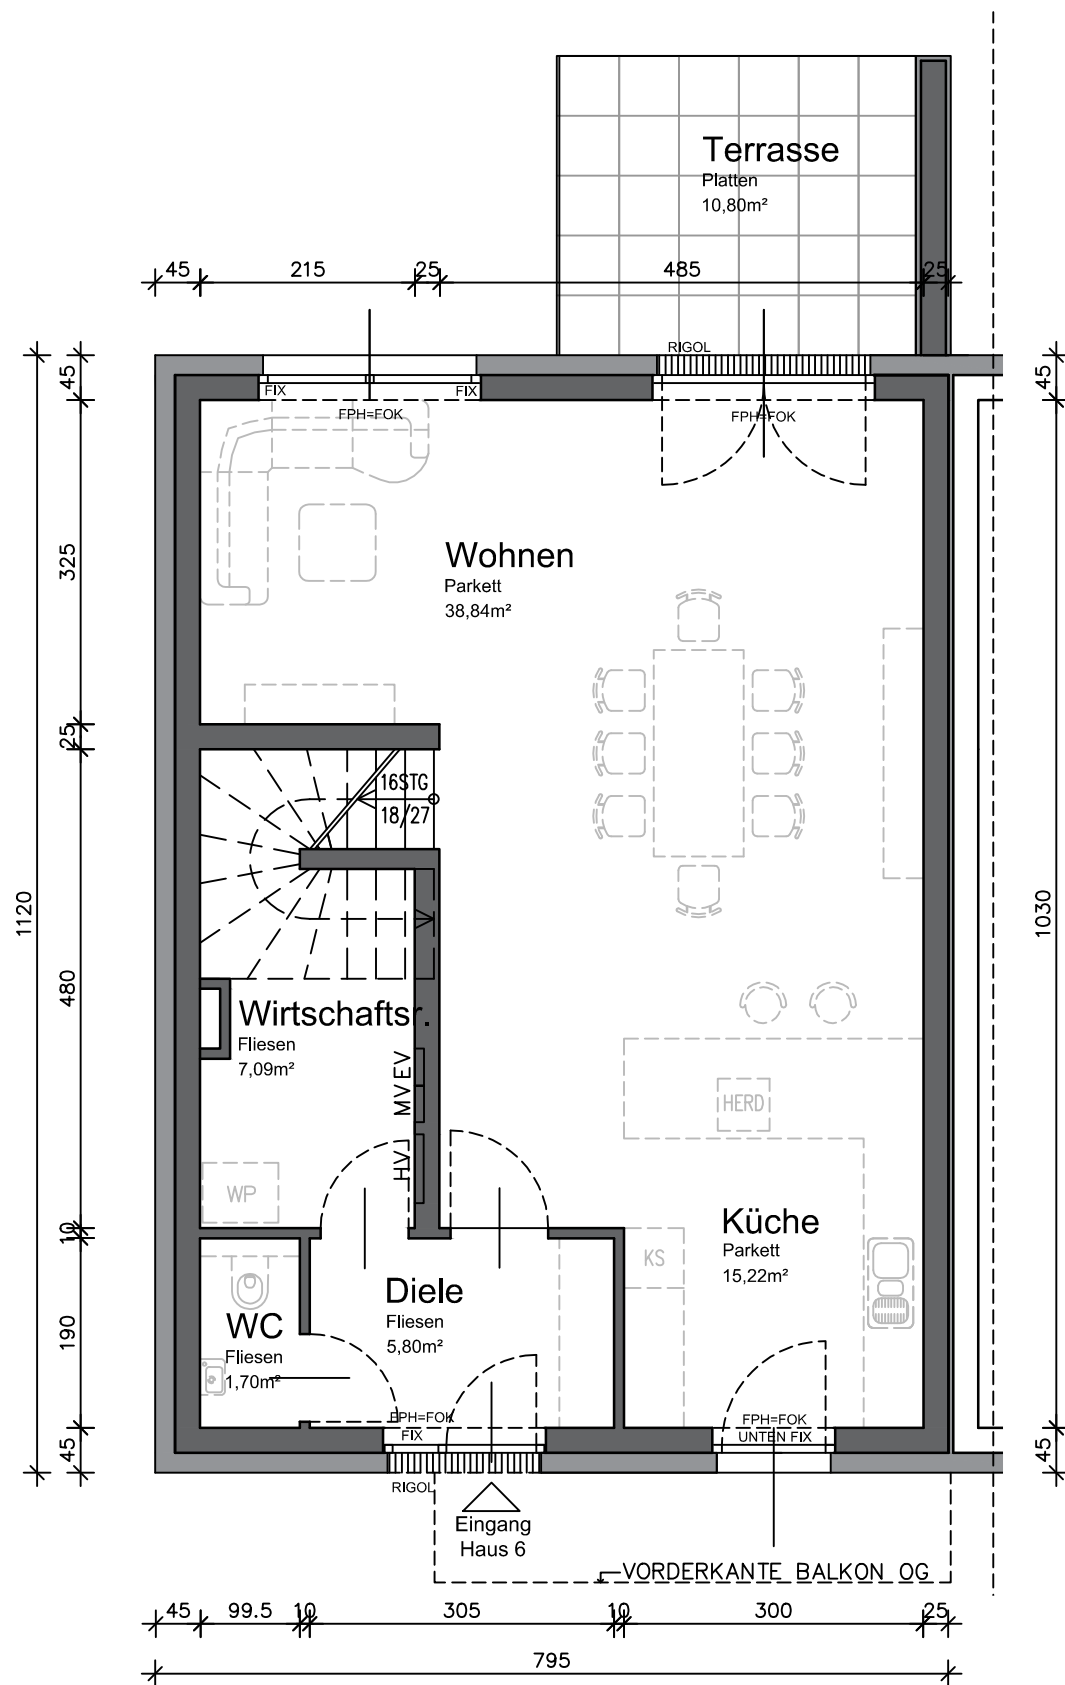 Terrasse
Platten
10,80m²
45 215 25 485 25
RIGOL
FIX FIX
FPH=FOK FPH=FOK
45
45
325
Wohnen
Parkett
38,84m²
25
16STG
18/27
1120
1030
480
Wirtschaftsr.
Fliesen
7,09m²
MVEV
HV
HERD
WP
10
KS
Küche
Parkett
15,22m²
Diele
Fliesen
5,80m²
190
WC
Fliesen
1,70m²
FPH=FOK
FIX
FPH=FOK
UNTEN FIX
45
45
RIGOL
Eingang
Haus 6
VORDERKANTE BALKON OG
45 99.5 10 305 10 300 25
795